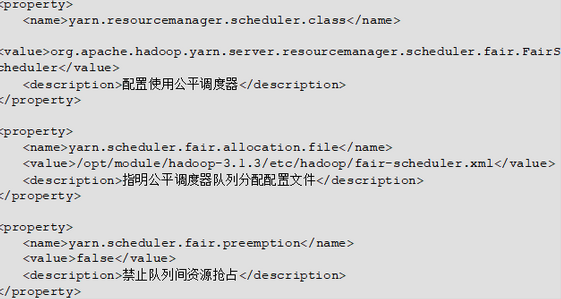 <property>
<name>yarn.resourcemanager.scheduler.class</name>
<value>org.apache.hadoop.yarn.server.resourcemanager.scheduler.fair.FairS
cheduler</value>
<description>配置使用公平调度器</description>
</property>
<property>
<name>yarn.scheduler.fair.allocation.file</name>
<value>/opt/module/hadoop-3.1.3/etc/hadoop/fair-scheduler.xml</value>
<description>指明公平调度器队列分配配置文件</description>
</property>
<property>
<name>yarn.scheduler.fair.preemption</name>
<value>false</value>
<description>禁止队列间资源抢占</description>
</property>